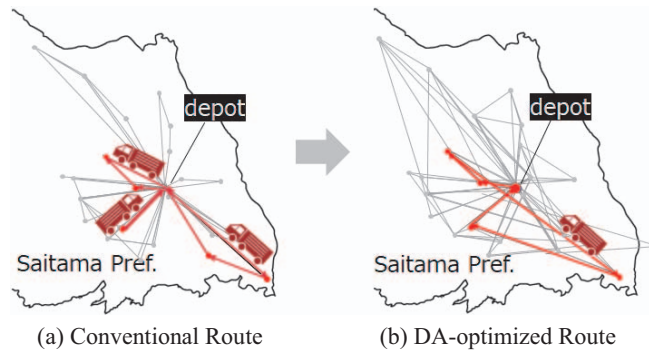 depot
depot
Saitama Pref.
Saitama Pref.
(a) Conventional Route
(b) DA-optimized Route